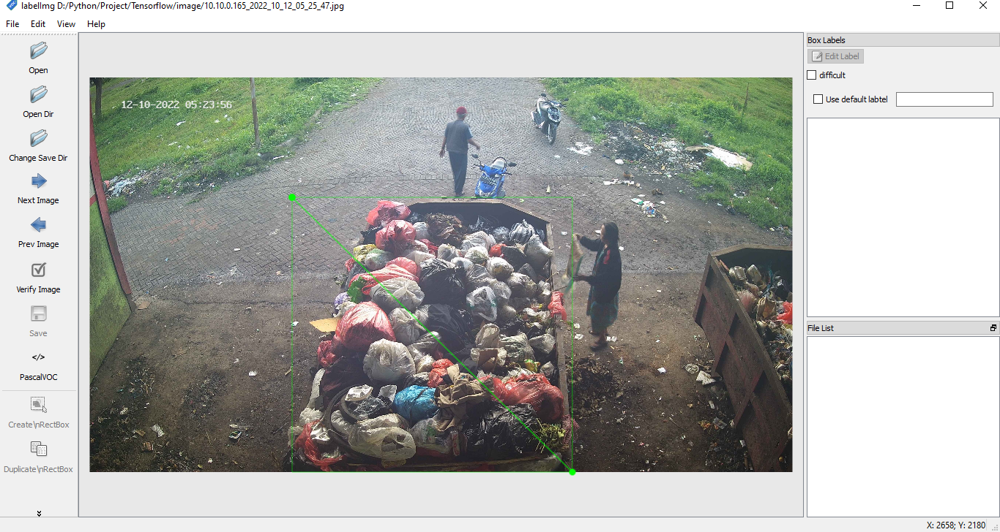 labelImg D:/Python/Project/Tensorflow/image/10.10.0.165_2022_10_12_05_25_47.jpg
File Edit View Help
Open
Open Dir
Change Save Dir
Next Image
Prev Image
Verify Image
Save
</>
PascalVOC
Create\nRectBox
Duplicate\nRectBox
12-10-2022 05:23:56
Box Labels
Edit Label
difficult
Use default labtel
File List
X: 2658; Y: 2180